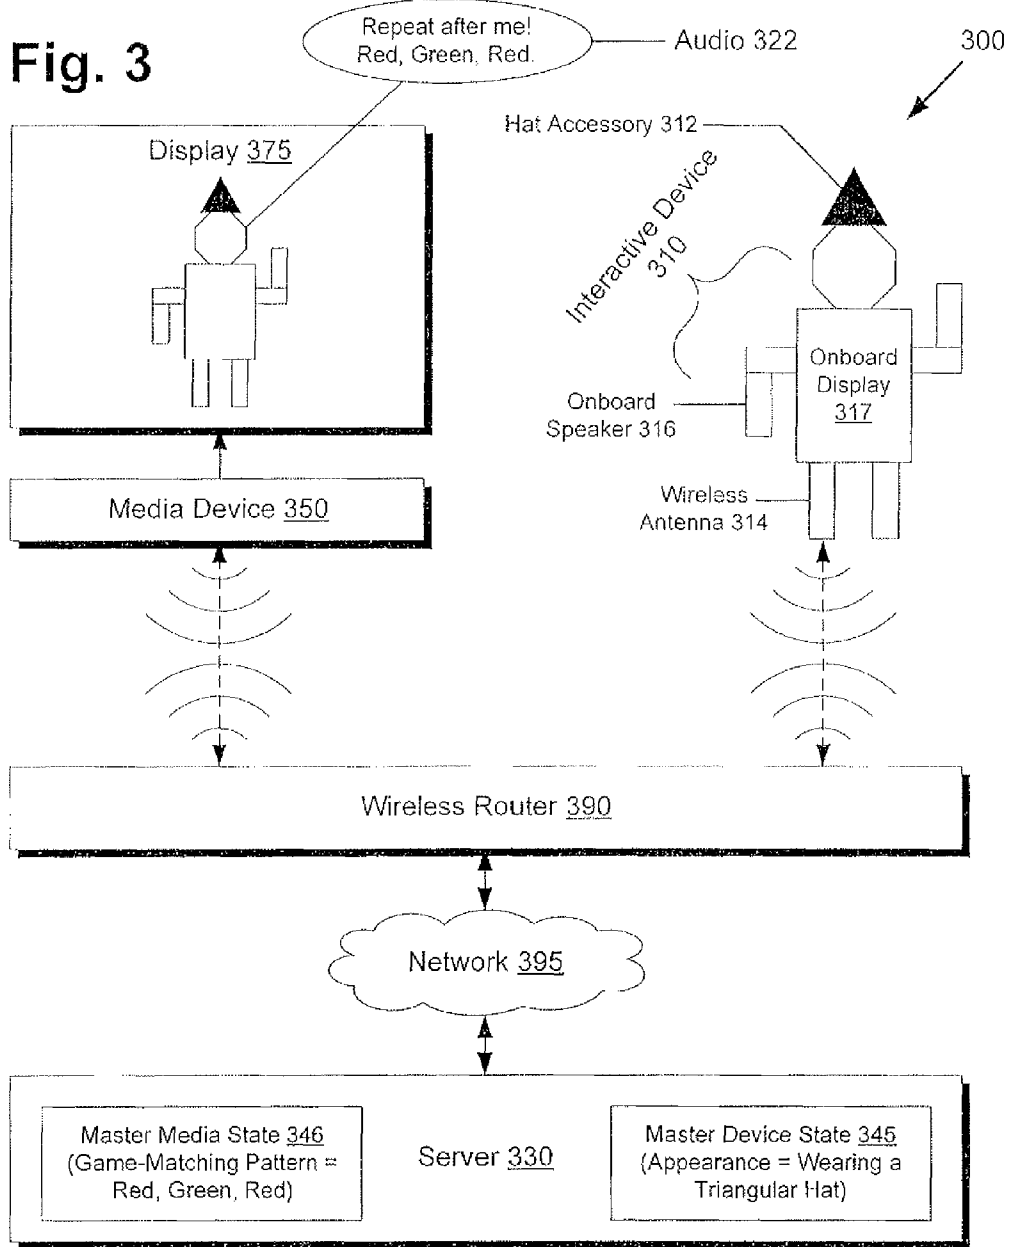 Fig. 3
Repeat after me!
Red, Green, Red.
Audio 322
300
Display 375
Hat Accessory 312
Interactive Device
310
Onboard
Display
317
Onboard
Speaker 316
Media Device 350
Wireless
Antenna 314
Wireless Router 390
Network 395
Master Media State 346
(Game-Matching Pattern =
Red, Green, Red)
Server 330
Master Device State 345
(Appearance = Wearing a
Triangular Hat)